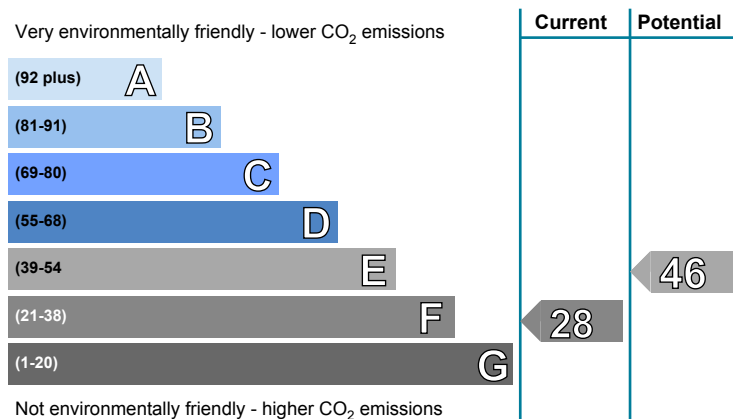 Current Potential
Very environmentally friendly - lower CO2 emissions
(92 plus) A
(81-91) B
(69-80) C
(55-68) D
(39-54 E
46
(21-38) F
28
(1-20) G
Not environmentally friendly - higher CO2 emissions